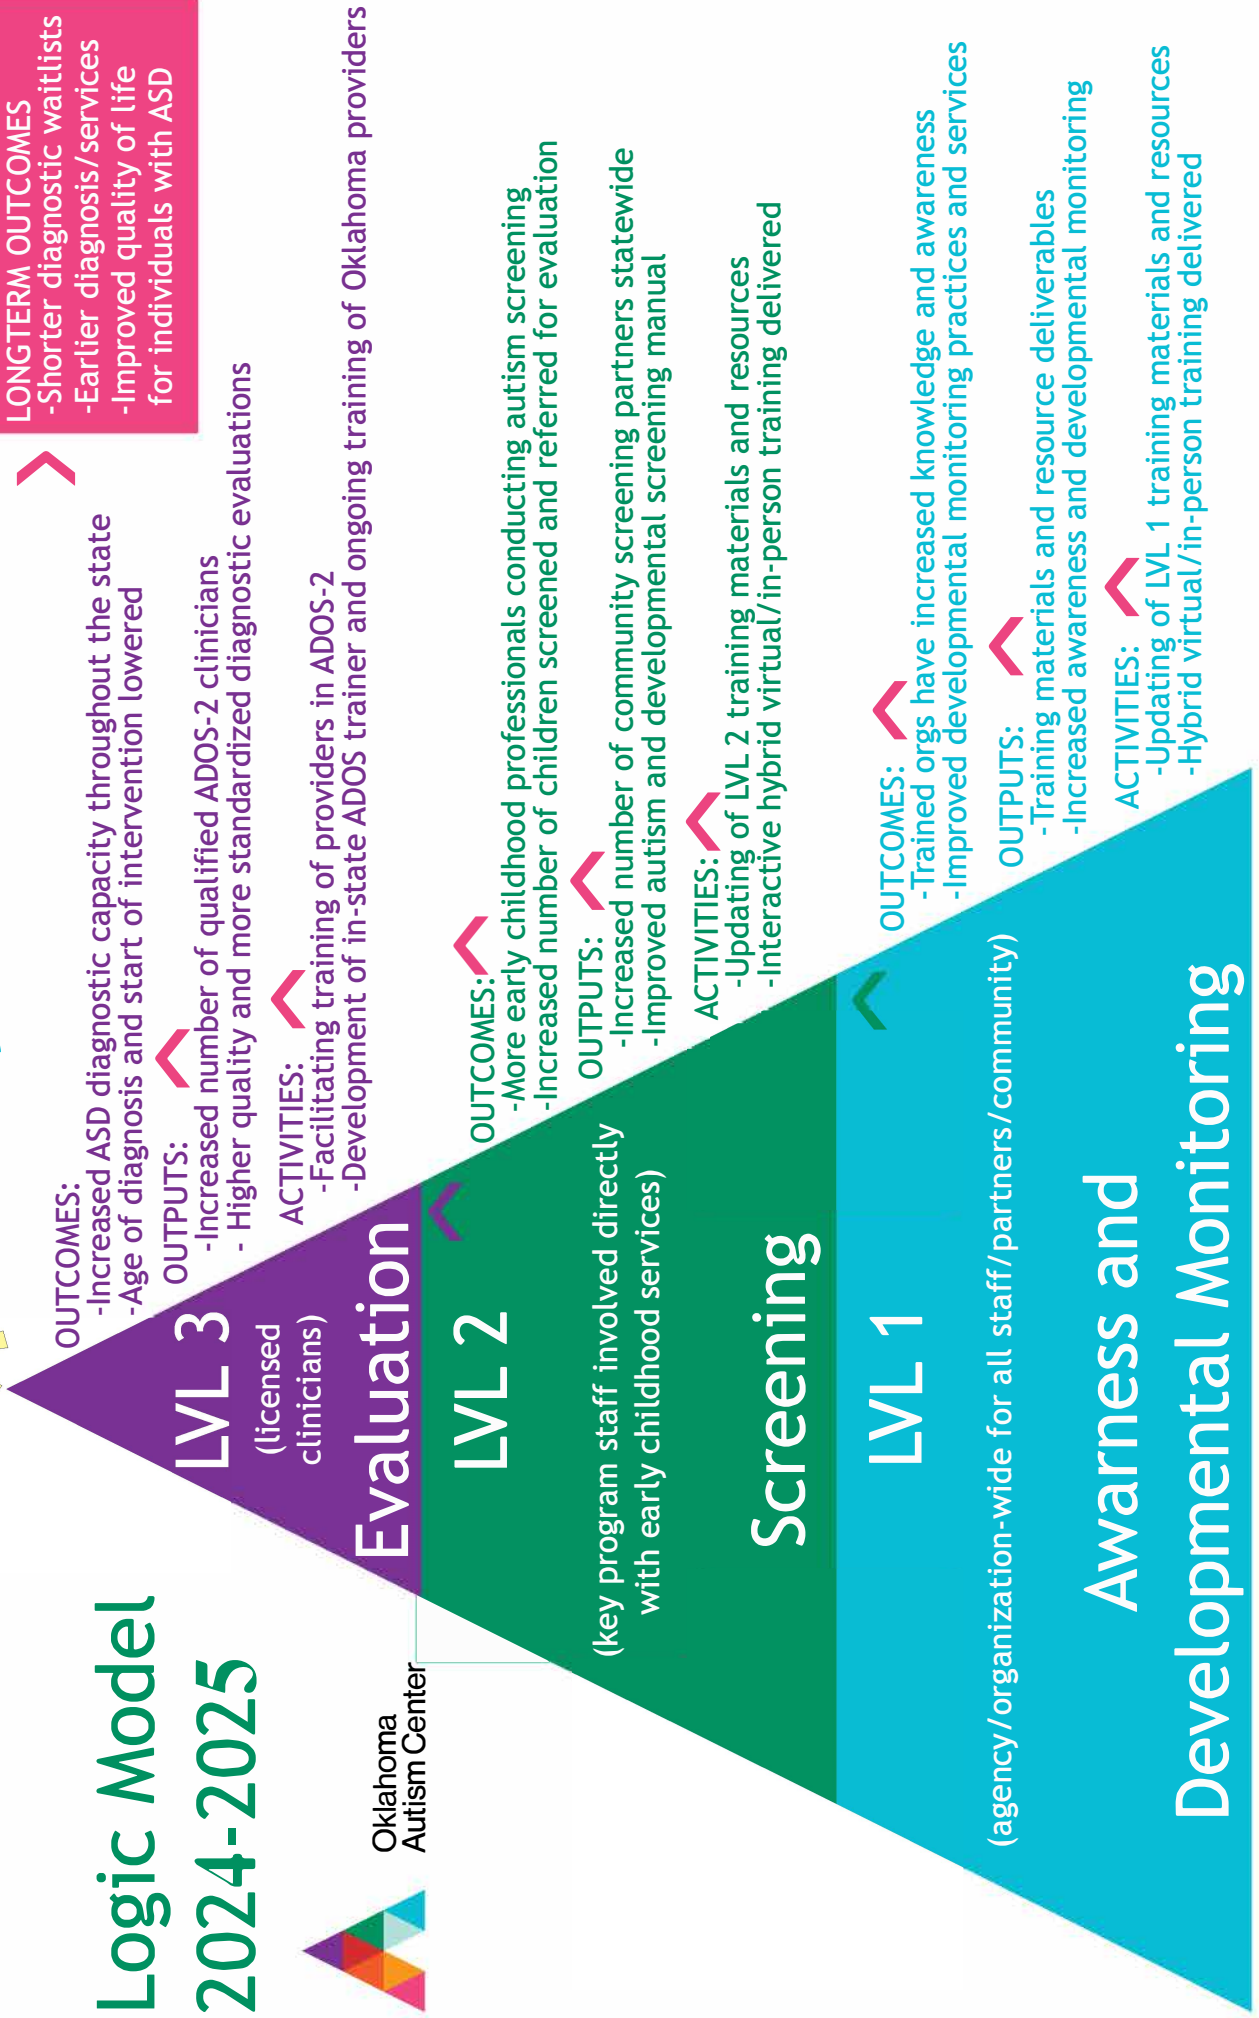 Logic Model
2024-2025
Oklahoma
Autism Center
LONGTERM OUTCOMES
-Shorter diagnostic waitlists
-Earlier diagnosis/services
-Improved quality of life
for individuals with ASD
LVL 3
(licensed
clinicians)
Evaluation
OUTCOMES:
-Increased ASD diagnostic capacity throughout the state
-Age of diagnosis and start of intervention lowered
OUTPUTS:
-Increased number of qualified ADOS-2 clinicians
- Higher quality and more standardized diagnostic evaluations
ACTIVITIES:
-Facilitating training of providers in ADOS-2
-Development of in-state ADOS trainer and ongoing training of Oklahoma providers
LVL 2
(key program staff involved directly
with early childhood services)
Screening
OUTCOMES:
-More early childhood professionals conducting autism screening
-Increased number of children screened and referred for evaluation
OUTPUTS:
-Increased number of community screening partners statewide
-Improved autism and developmental screening manual
ACTIVITIES:
-Updating of LVL 2 training materials and resources
-Interactive hybrid virtual/in-person training delivered
LVL 1
(agency/organization-wide for all staff/partners/community)
Awarness and
Developmental Monitoring
OUTCOMES:
-Trained orgs have increased knowledge and awareness
-Improved developmental monitoring practices and services
OUTPUTS:
-Training materials and resource deliverables
-Increased awareness and developmental monitoring
ACTIVITIES:
-Updating of LVL 1 training materials and resources
-Hybrid virtual/in-person training delivered